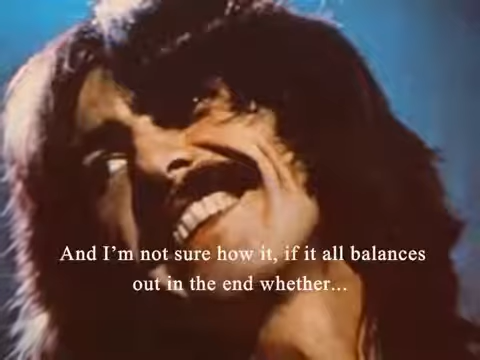 And I'm not sure how it, if it all balances
out in the end whether...